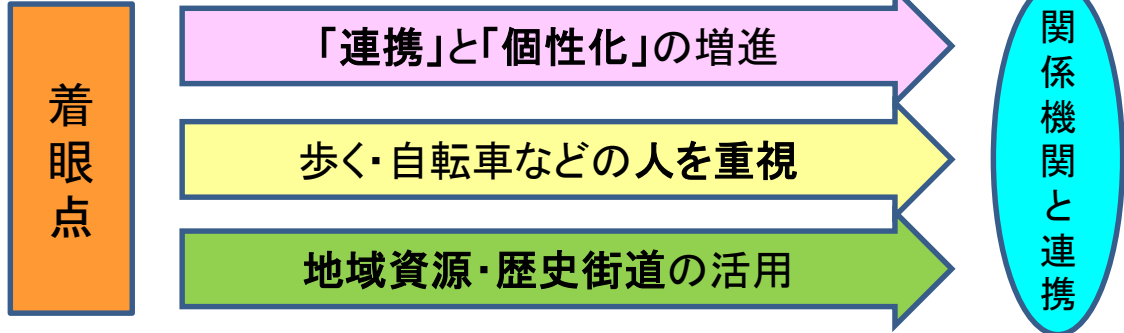 着眼点
「連携」と「個性化」の増進
歩く・自転車などの人を重視
地域資源・歴史街道の活用
関係機関と連携